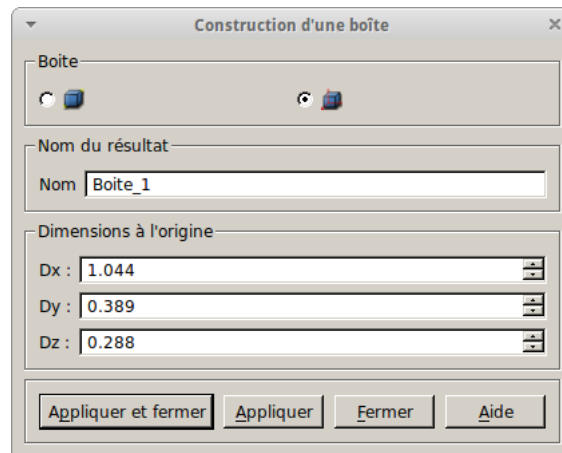 Construction d'une boîte
Boite
Nom du résultat
Nom Boite_1
Dimensions à l'origine
Dx : 1.044
Dy : 0.389
Dz : 0.288
Appliquer et fermer Appliquer Fermer Aide